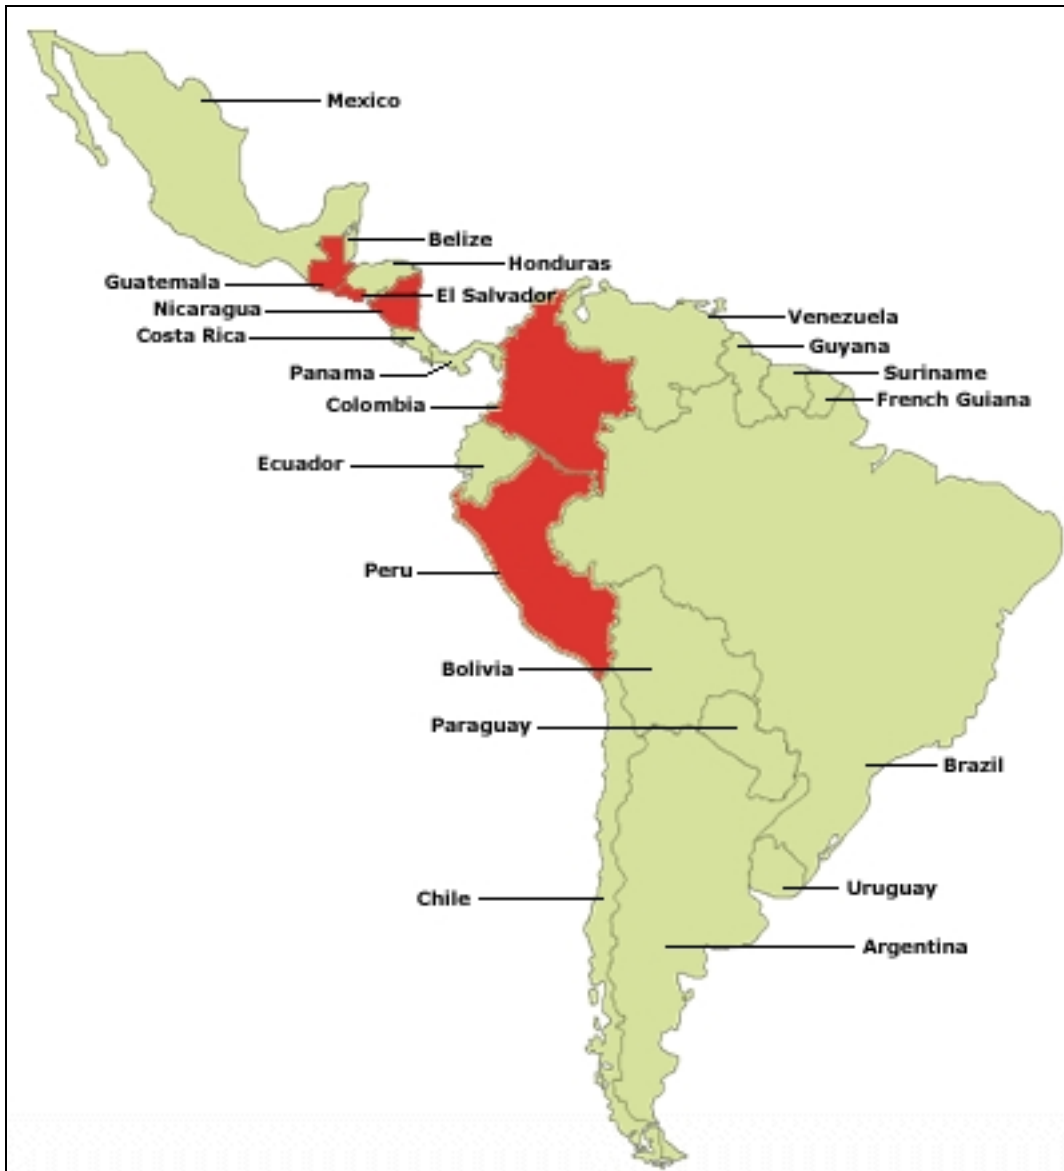 Mexico
Belize
Honduras
Guatemala
El Salvador
Nicaragua
Venezuela
Costa Rica
Guyana
Panama
Suriname
French Guiana
Colombia
Ecuador
Peru
Bolivia
Paraguay
Brazil
Uruguay
Chile
Argentina